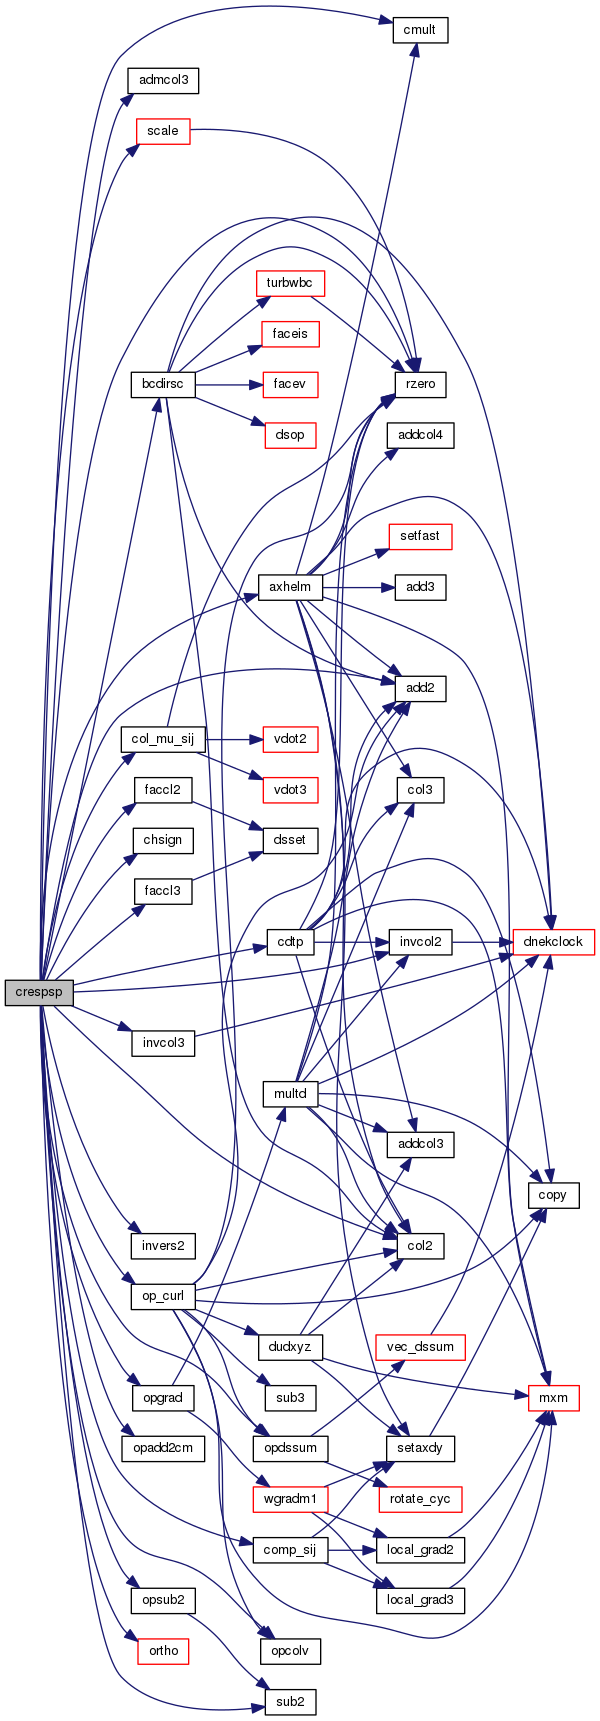 cmult
admcol3
scale
turbwbc
faceis
bcdirsc
facev
rzero
dsop
addcol4
setfast
axhelm
add3
add2
col_mu_sij
vdot2
faccl2
vdot3
col3
chsign
dsset
faccl3
cdtp
invcol2
dnekclock
crespsp
invcol3
multd
addcol3
copy
invers2
col2
op_curl
dudxyz
vec_dssum
opgrad
sub3
mxm
opadd2cm
opdssum
setaxdy
wgradm1
rotate_cyc
comp_sij
local_grad2
opsub2
local_grad3
ortho
opcolv
sub2